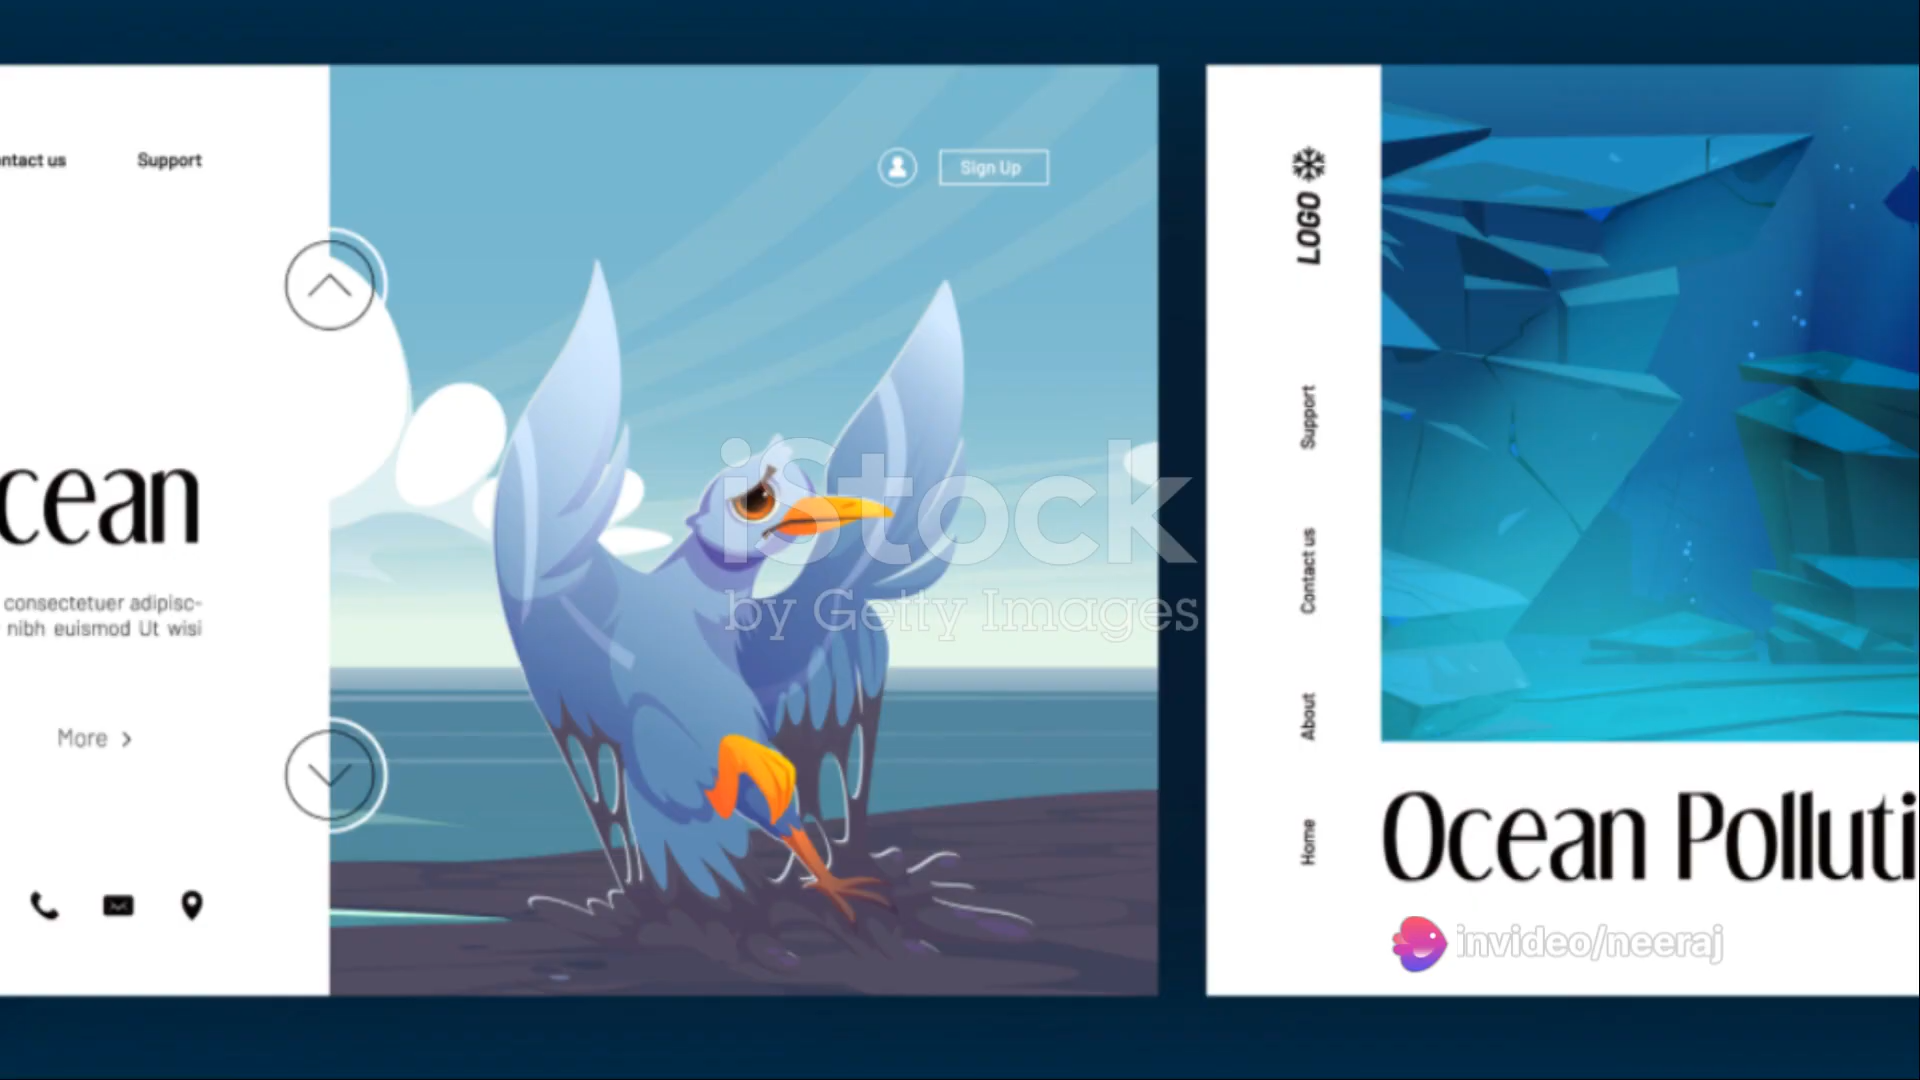 ntact us
Support
Sign Up
cean
consectetuer adipisc-
nibh euismod Ut wisi
More
iStock
by Getty Images
LOGO
Support
Contact us
About
Home
Ocean Polluti
invideo/neeraj